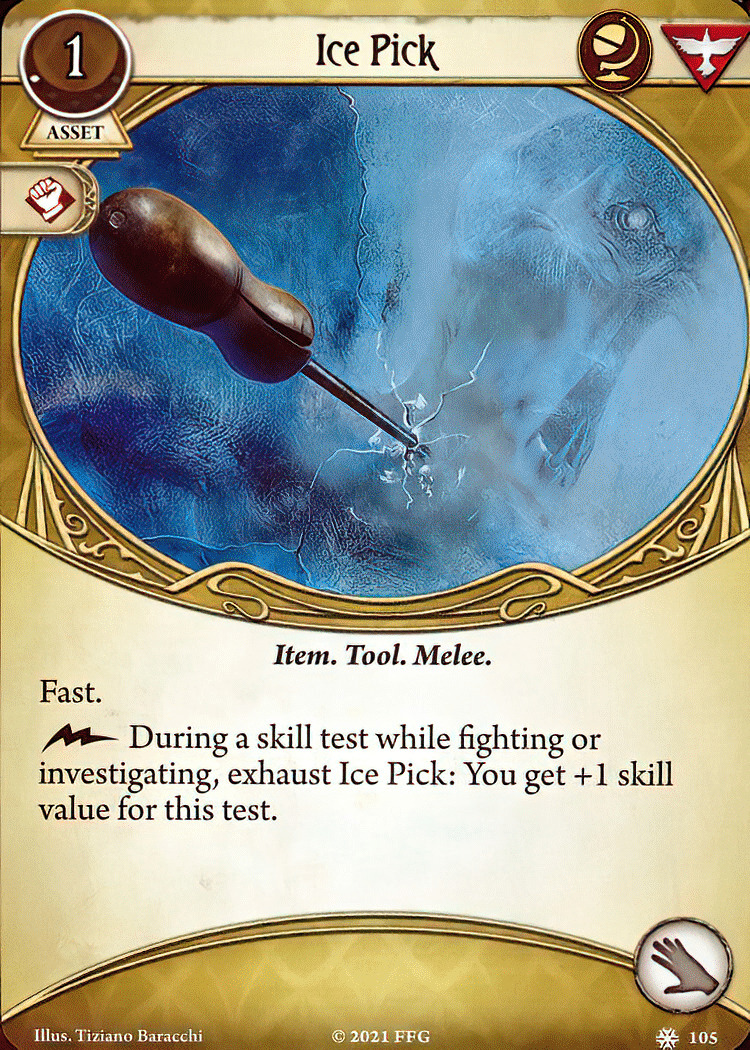 1
Ice Pick
ASSET
Item. Tool. Melee.
Fast.
During a skill test while fighting or
investigating, exhaust Ice Pick: You get +1 skill
value for this test.
Illus. Tiziano Baracchi
© 2021 FFG
105